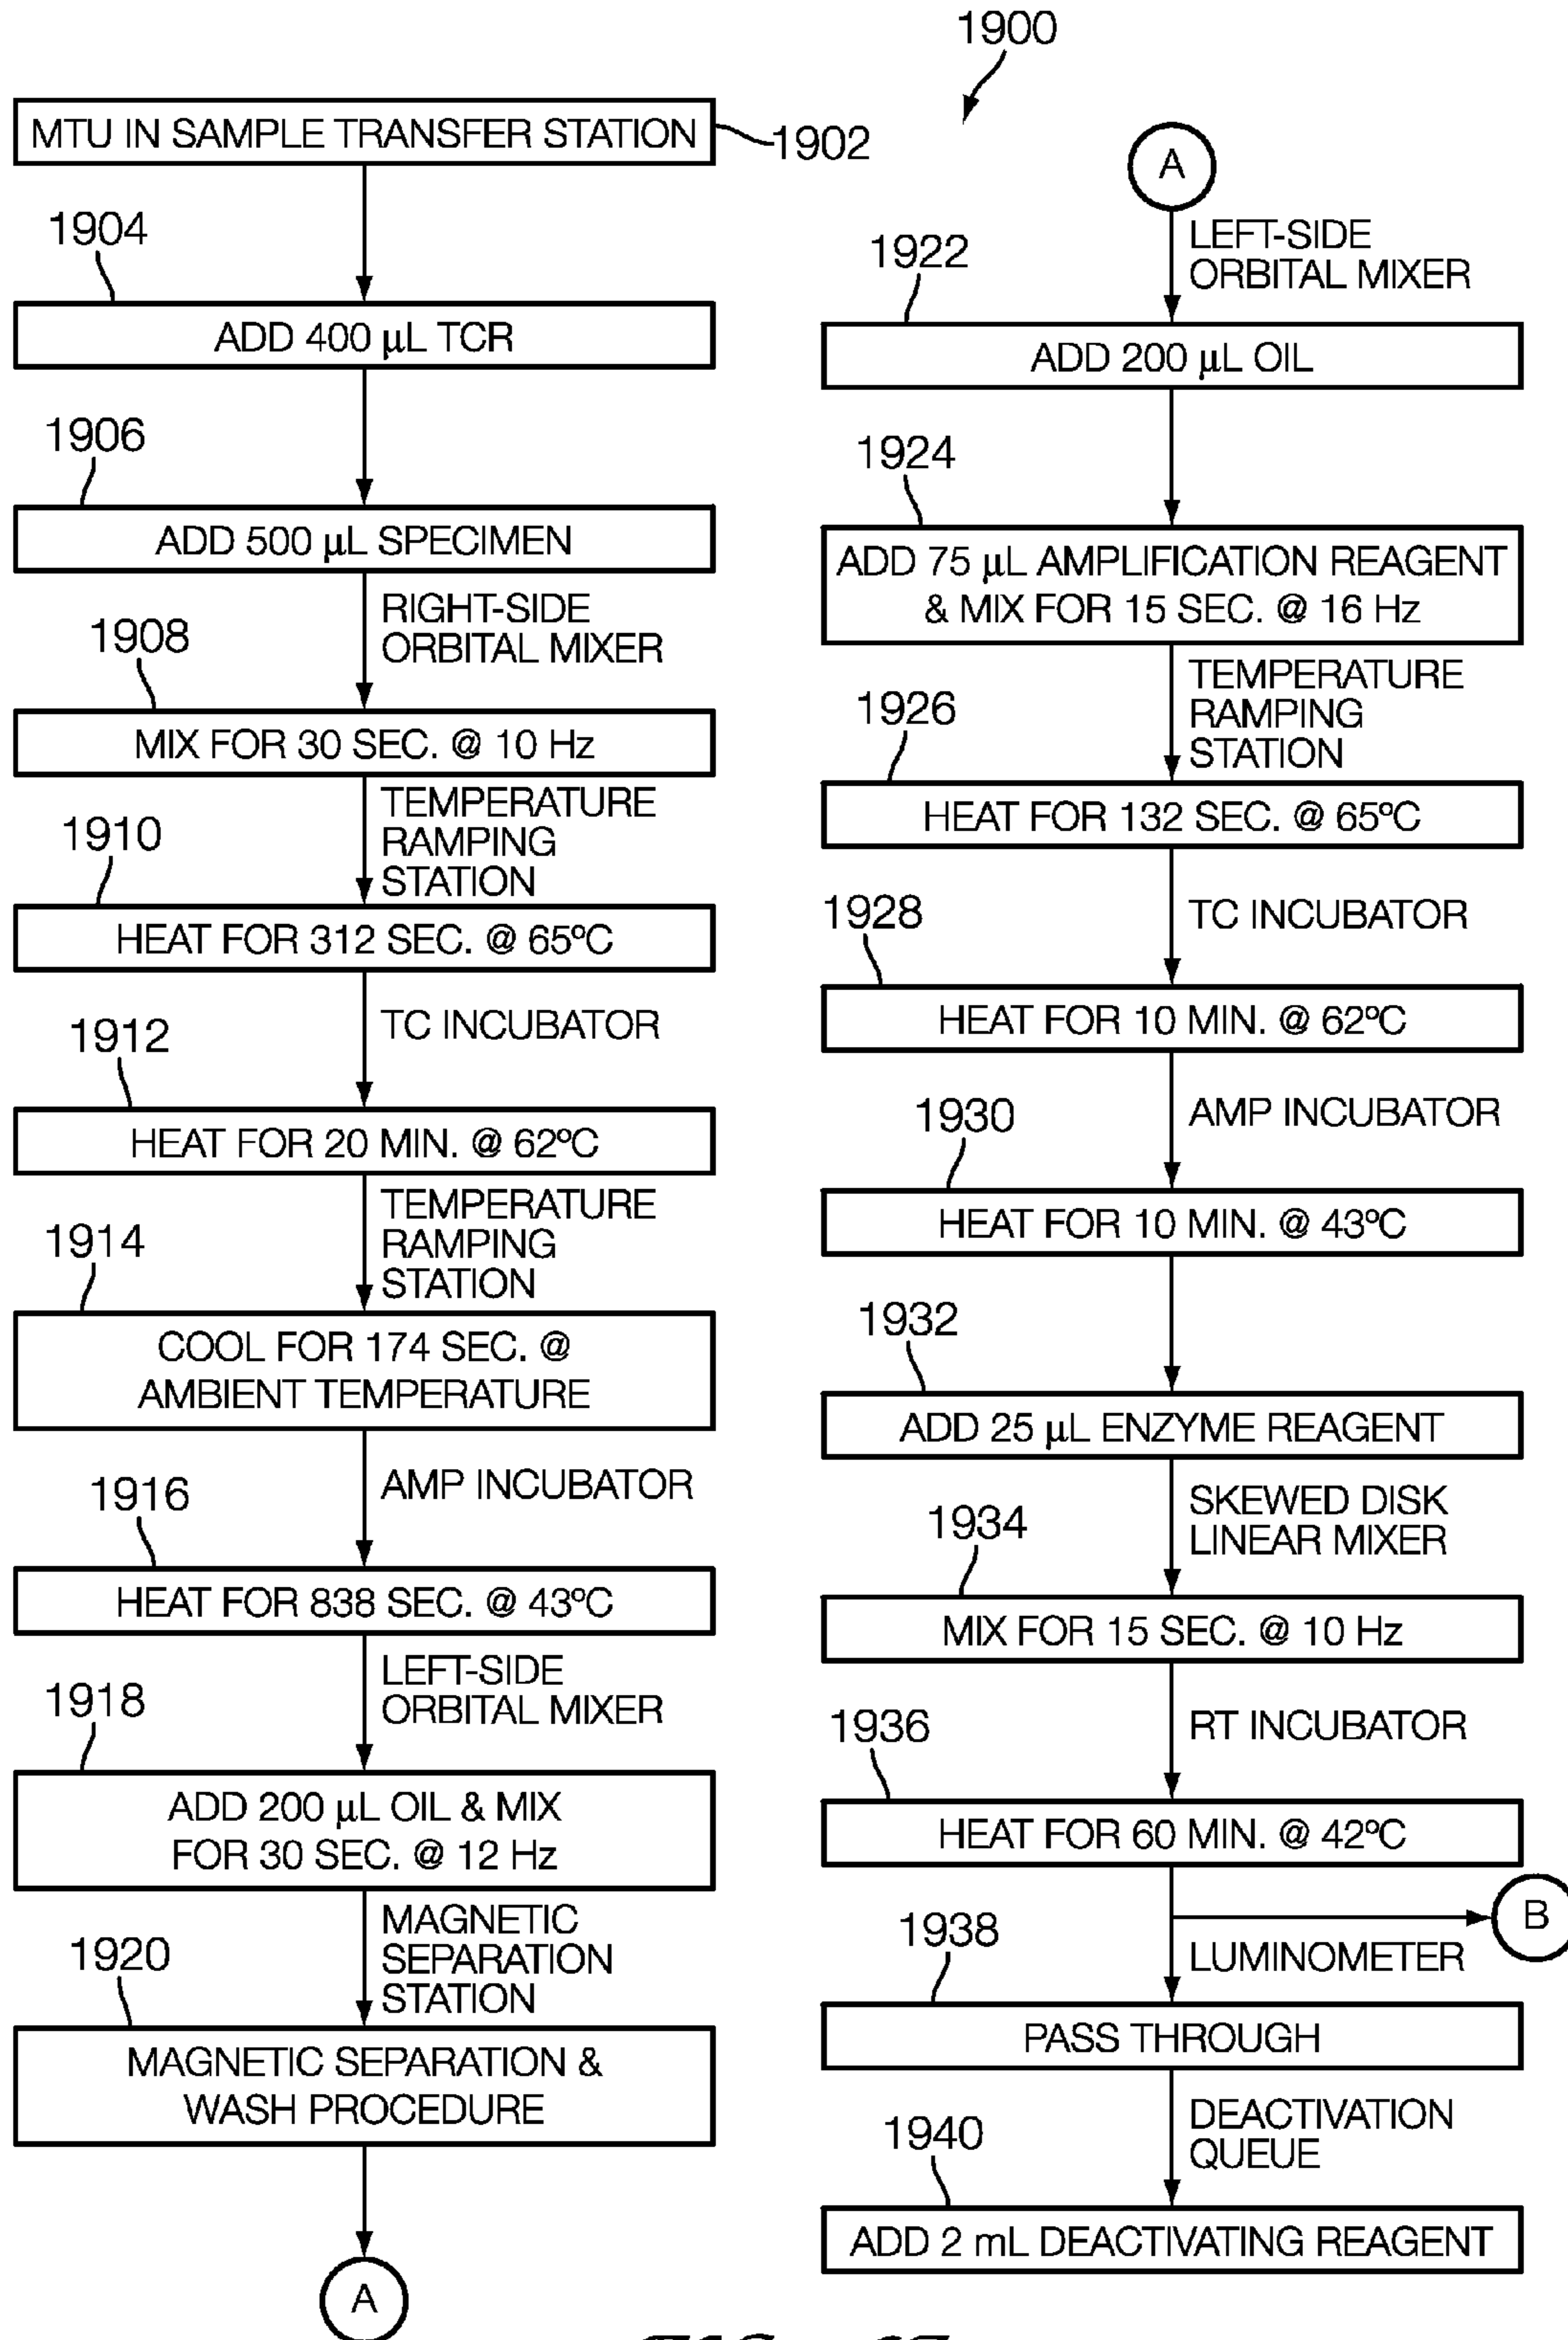 1900
MTU IN SAMPLE TRANSFER STATION
1902
1904
ADD 400 µL TCR
1906
ADD 500 µL SPECIMEN
RIGHT-SIDE
ORBITAL MIXER
1908
MIX FOR 30 SEC. @ 10 Hz
TEMPERATURE
RAMPING
STATION
1910
HEAT FOR 312 SEC. @ 65ºC
TC INCUBATOR
1912
HEAT FOR 20 MIN. @ 62ºC
TEMPERATURE
RAMPING
STATION
1914
COOL FOR 174 SEC. @
AMBIENT TEMPERATURE
AMP INCUBATOR
1916
HEAT FOR 838 SEC. @ 43ºC
LEFT-SIDE
ORBITAL MIXER
1918
ADD 200 µL OIL & MIX
FOR 30 SEC. @ 12 Hz
MAGNETIC
SEPARATION
STATION
1920
MAGNETIC SEPARATION &
WASH PROCEDURE
A
A
LEFT-SIDE
ORBITAL MIXER
1922
ADD 200 µL OIL
1924
ADD 75 µL AMPLIFICATION REAGENT
& MIX FOR 15 SEC. @ 16 Hz
TEMPERATURE
RAMPING
STATION
1926
HEAT FOR 132 SEC. @ 65ºC
TC INCUBATOR
1928
HEAT FOR 10 MIN. @ 62ºC
AMP INCUBATOR
1930
HEAT FOR 10 MIN. @ 43ºC
1932
ADD 25 µL ENZYME REAGENT
SKEWED DISK
LINEAR MIXER
1934
MIX FOR 15 SEC. @ 10 Hz
RT INCUBATOR
1936
HEAT FOR 60 MIN. @ 42ºC
B
LUMINOMETER
1938
PASS THROUGH
DEACTIVATION
QUEUE
1940
ADD 2 mL DEACTIVATING REAGENT